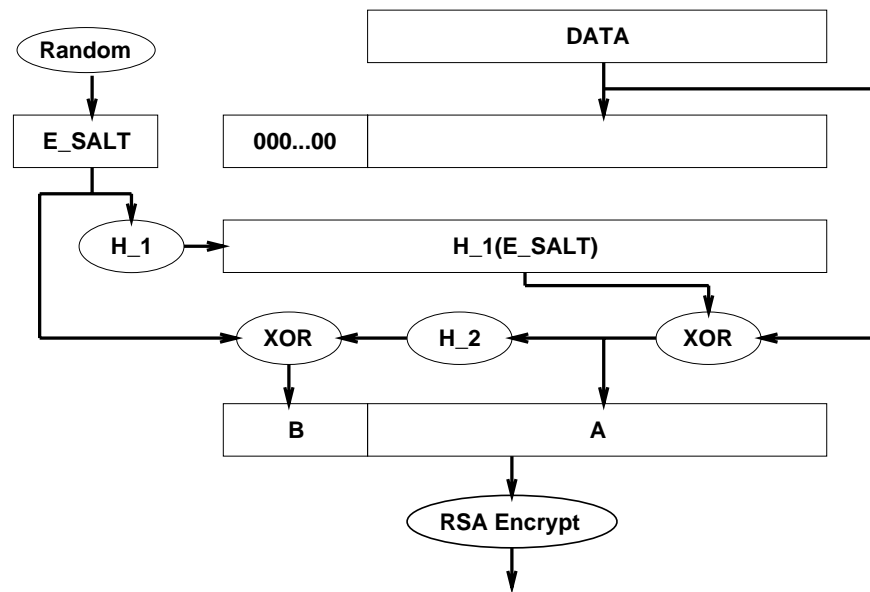 DATA
Random
E_SALT
000...00
H_1
H_1(E_SALT)
XOR
H_2
XOR
B
A
RSA Encrypt